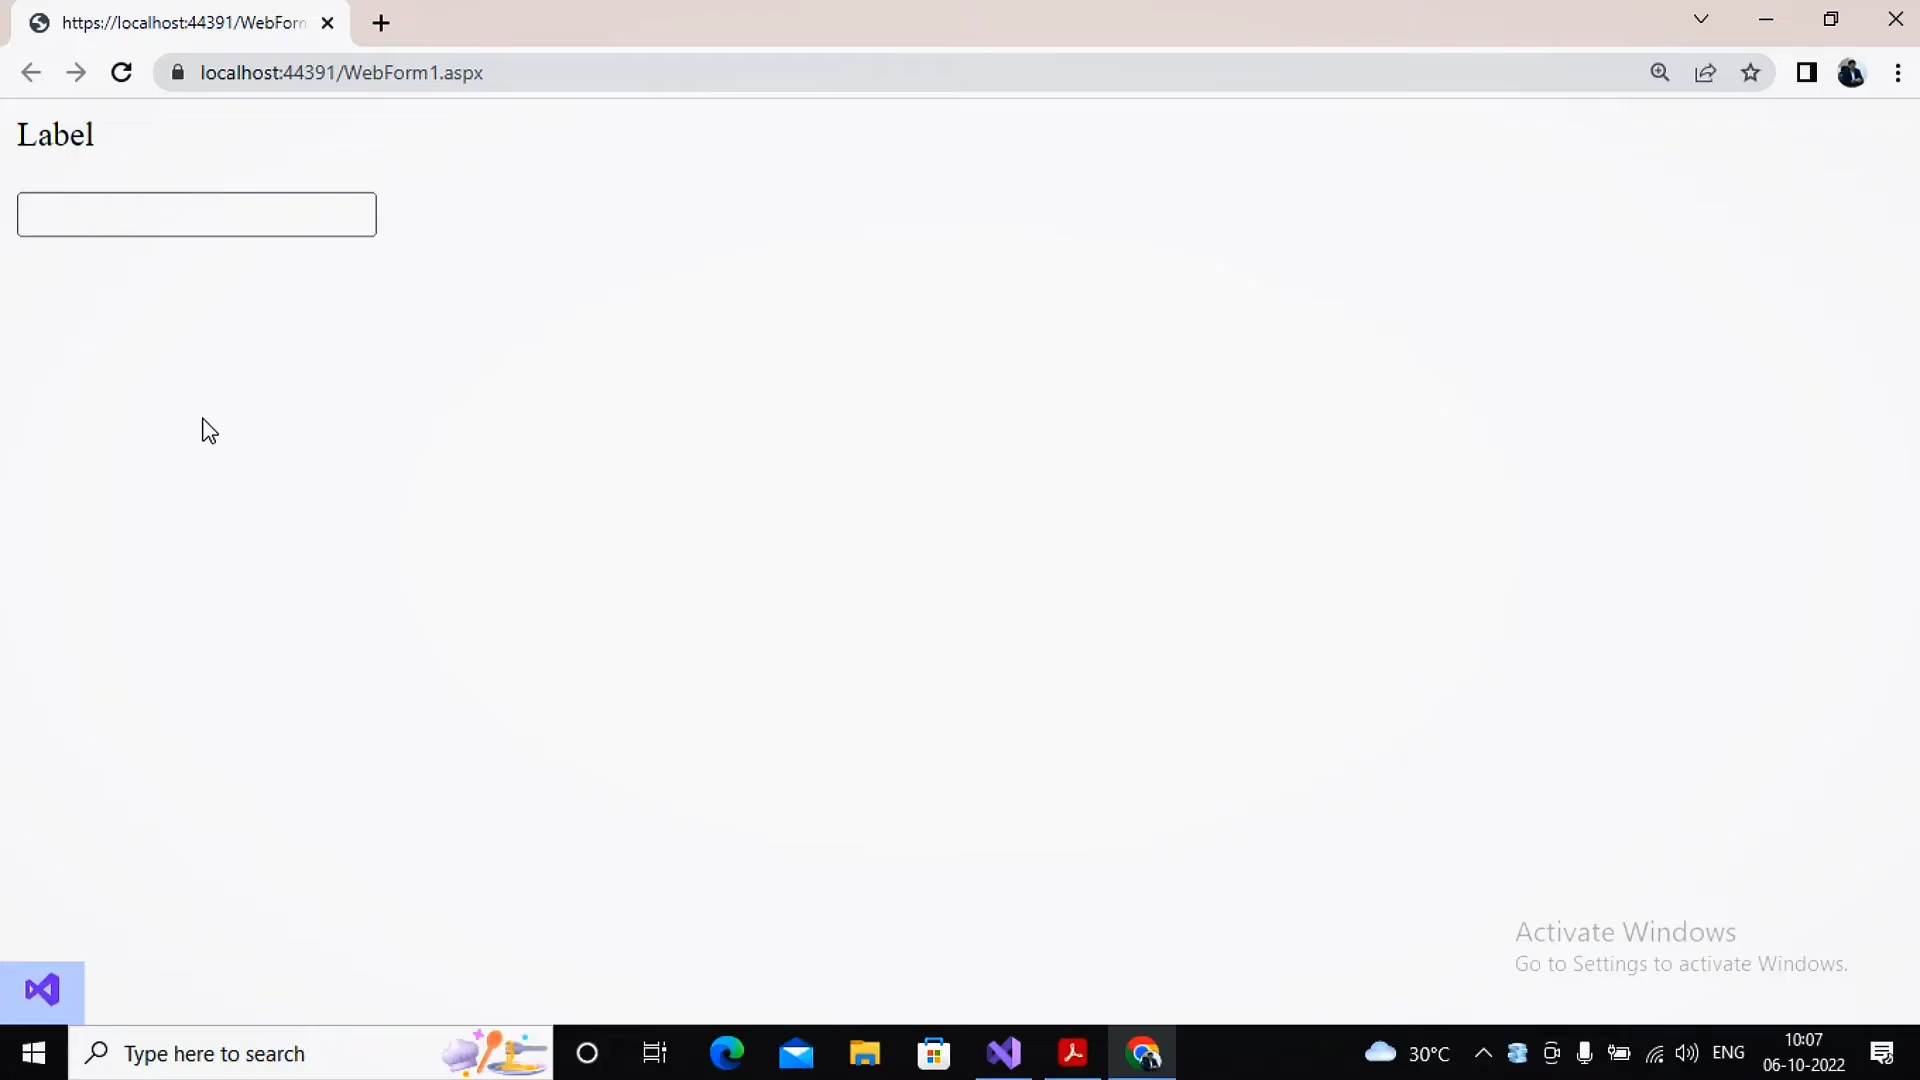 https://localhost:44391/WebForm
localhost:44391/WebForm1.aspx
Label
Activate Windows
Go to Settings to activate Windows.
Type here to search
30°C
ENG
10:07
06-10-2022